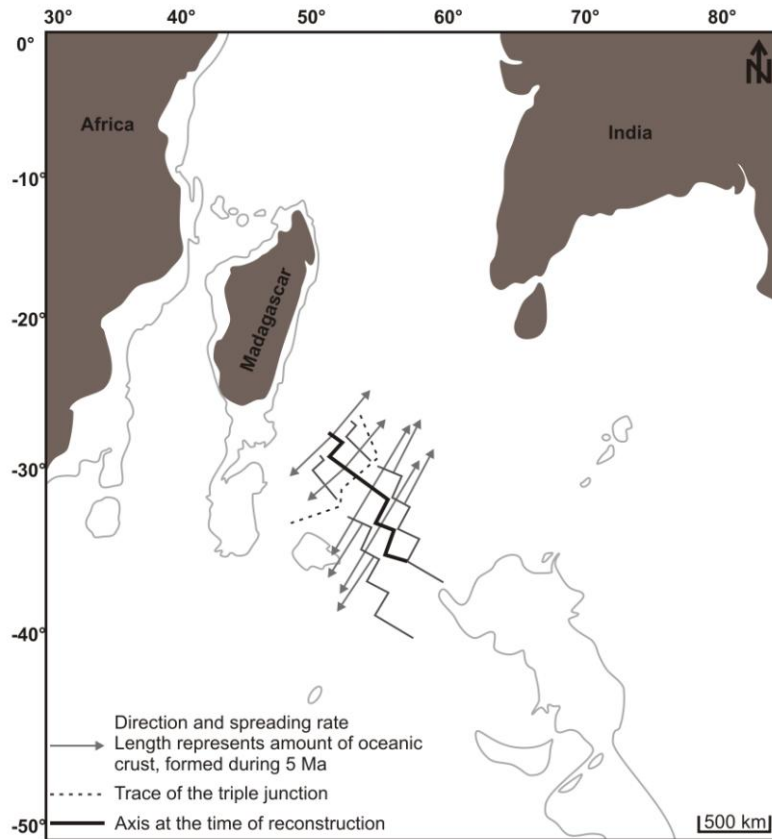 30° 40° 50° 60° 70° 80°
0°
N
Africa
India
-10°
Madagascar
-20°
-30°
-40°
Direction and spreading rate
Length represents amount of oceanic
crust, formed during 5 Ma
Trace of the triple junction
Axis at the time of reconstruction
-50°
500 km